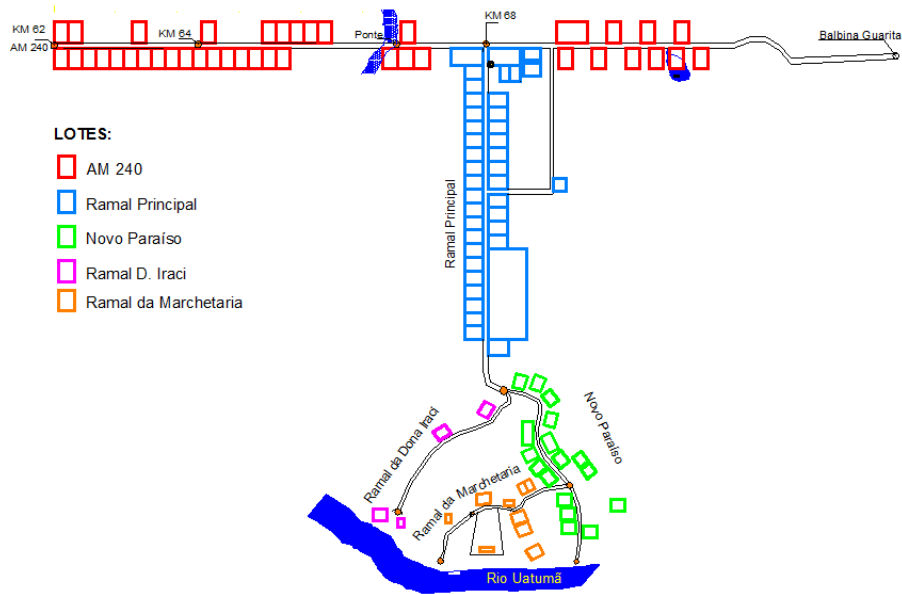 KM 62
AM 240
KM 64
Ponte
KM 68
Balbina Guarita
LOTES:
AM 240
Ramal Principal
Novo Paraíso
Ramal D. Iraci
Ramal da Marchetaria
Ramal Principal
Novo Paraíso
Ramal da Dona Iraci
Ramal da Marchetaria
Rio Uatumã